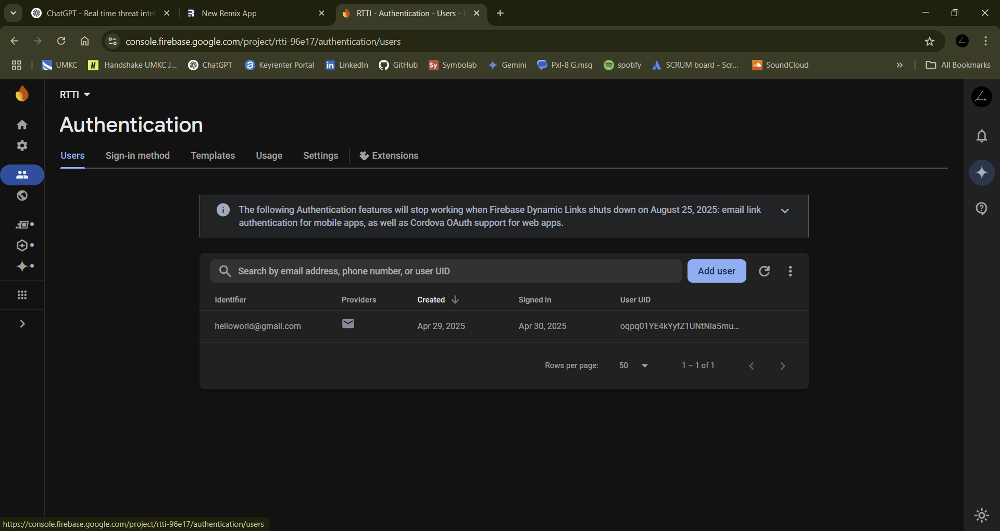 ChatGPT - Real time threat inte
New Remix App
RTTI - Authentication - Users -
console.firebase.google.com/project/rtti-96e17/authentication/users
UMKC
Handshake UMKC J...
ChatGPT
Keyrenter Portal
LinkedIn
GitHub
Symbolab
Gemini
Pxl-8 G.msg
spotify
SCRUM board - Scr...
SoundCloud
All Bookmarks
RTTI
Authentication
Users
Sign-in method
Templates
Usage
Settings
Extensions
The following Authentication features will stop working when Firebase Dynamic Links shuts down on August 25, 2025: email link
authentication for mobile apps, as well as Cordova OAuth support for web apps.
Search by email address, phone number, or user UID
Add user
Identifier
Providers
Created
Signed In
User UID
helloworld@gmail.com
Apr 29, 2025
Apr 30, 2025
oqpq01YE4kYyfZ1UNtNla5mu...
Rows per page:
50
1 – 1 of 1
https://console.firebase.google.com/project/rtti-96e17/authentication/users